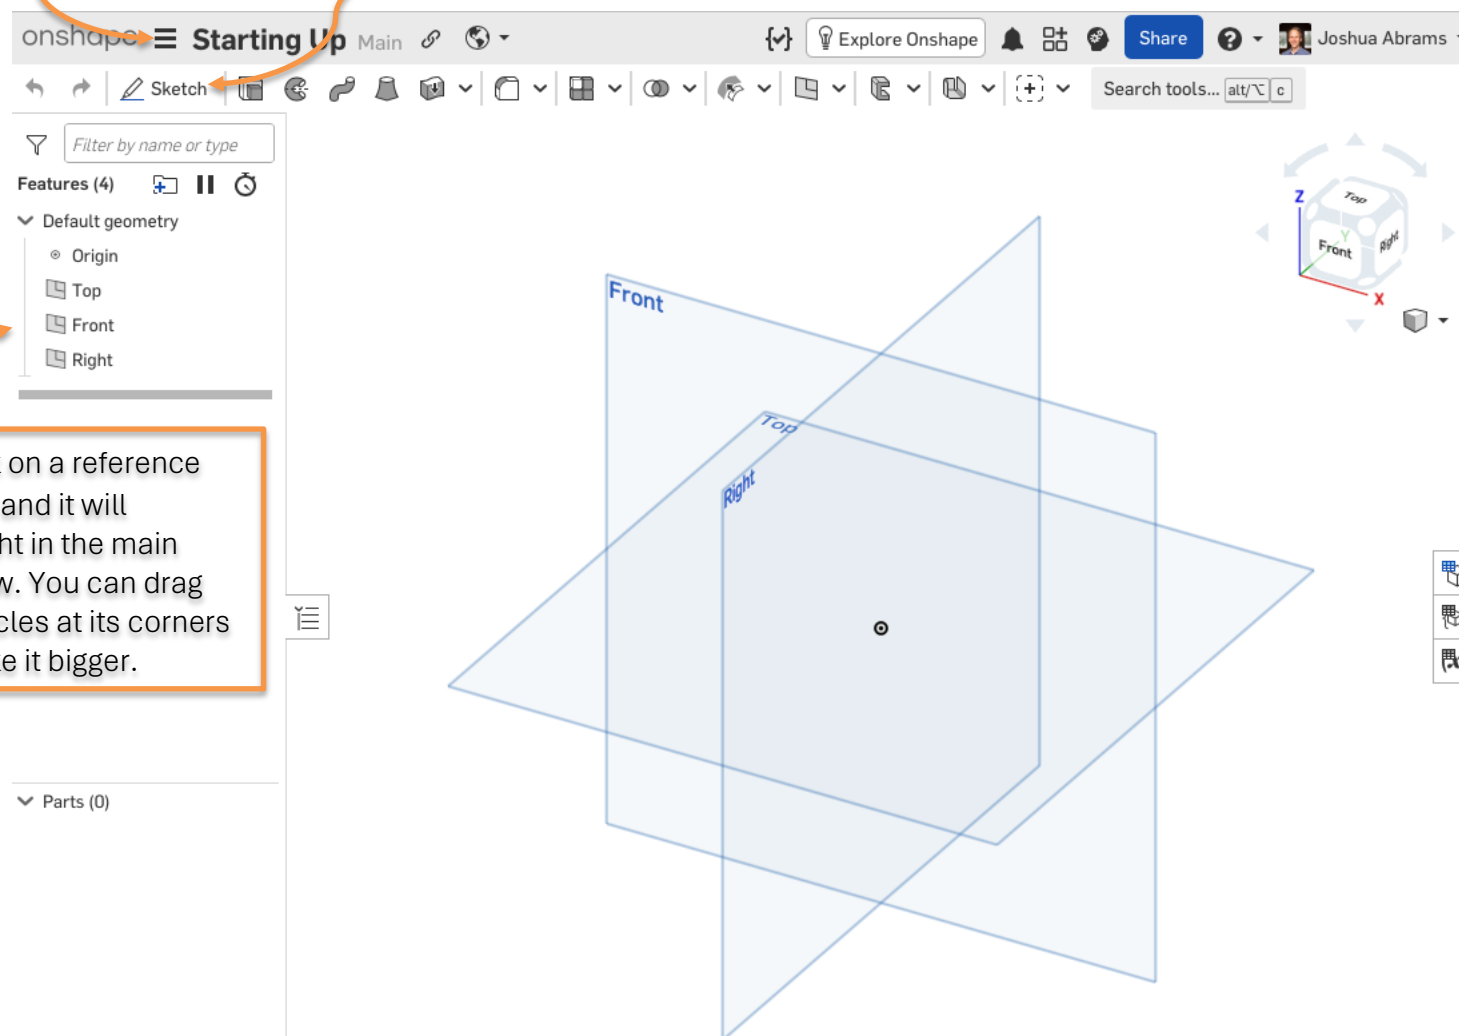 onshape Starting Up Main Explore Onshape Share Joshua Abrams
Sketch Search tools... alt/⌥ c
Filter by name or type
Features (4)
Default geometry
Origin
Top
Front
Right
on a reference
and it will
ht in the main
w. You can drag
cles at its corners
e it bigger.
Parts (0)
Front
Top
Right
Z
Top
Y
Front
Right
X